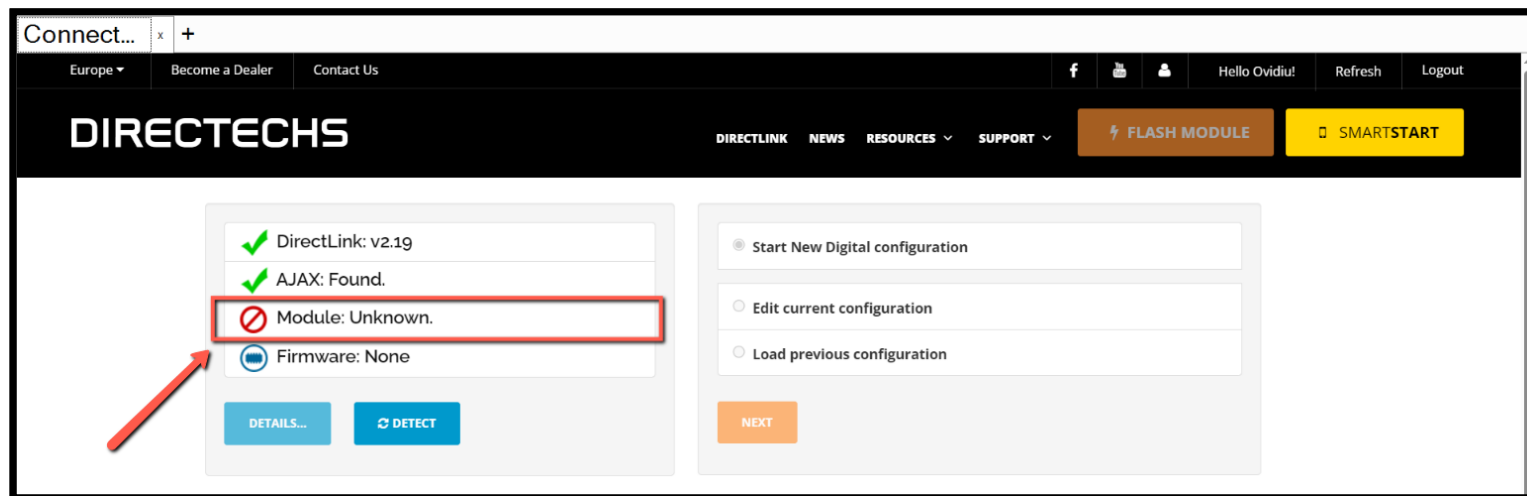 Connect... x +
Europe Become a Dealer Contact Us f You Tube Hello Ovidiu! Refresh Logout
DIRECTECHS
DIRECTLINK NEWS RESOURCES SUPPORT FLASH MODULE SMARTSTART
DirectLink: v2.19
AJAX: Found.
Module: Unknown.
Firmware: None
DETAILS... DETECT
Start New Digital configuration
Edit current configuration
Load previous configuration
NEXT